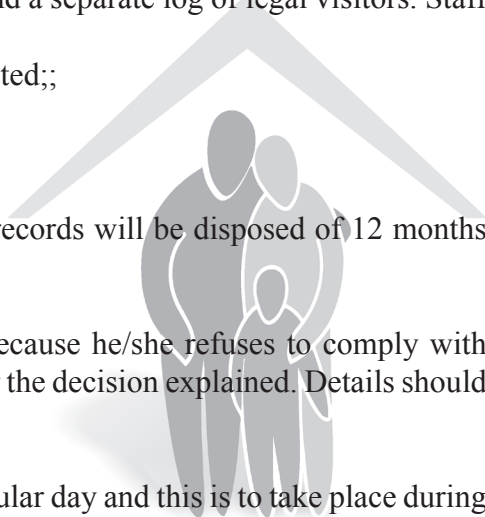 nd a separate log of legal visitors. Staff
ted;;
records will be disposed of 12 months
ecause he/she refuses to comply with
the decision explained. Details should
ular day and this is to take place during